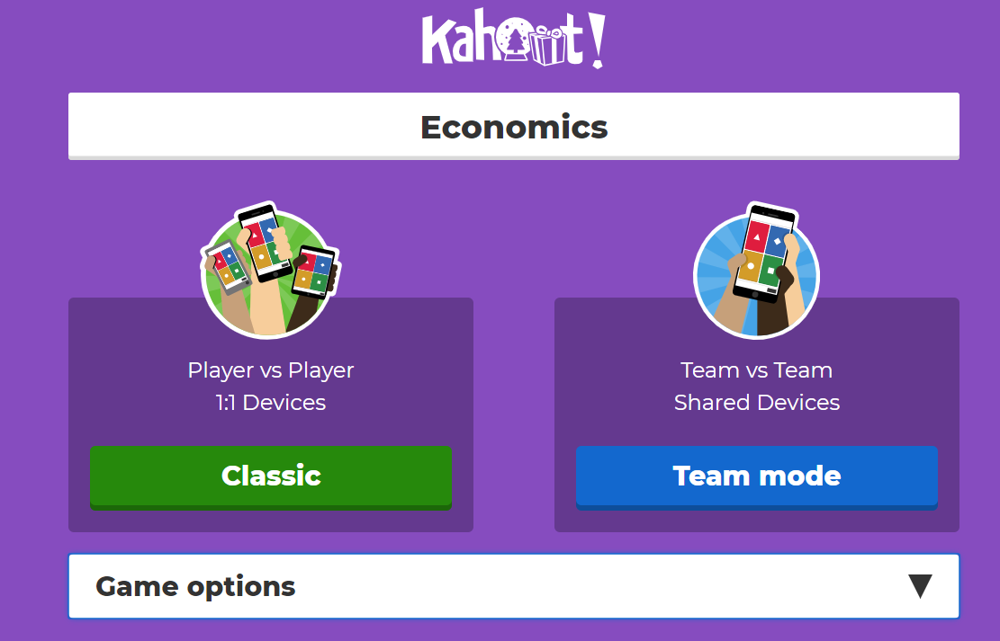 Kahoot!
Economics
Player vs Player
1:1 Devices
Classic
Team vs Team
Shared Devices
Team mode
Game options